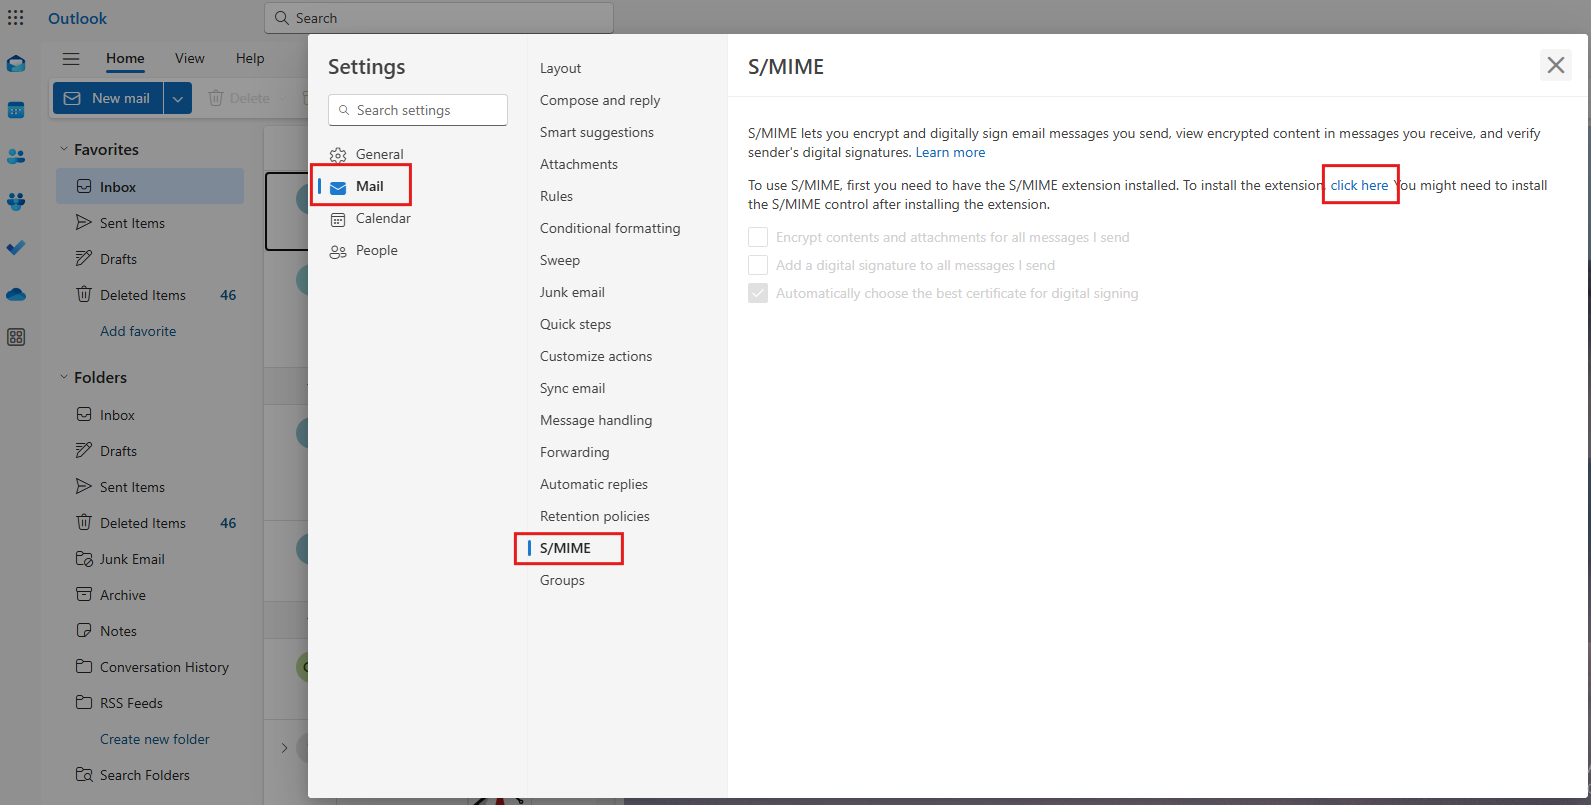 Outlook
Search
Home
View
Help
New mail
Delete
Favorites
Inbox
Sent Items
Drafts
Deleted Items 46
Add favorite
Folders
Inbox
Drafts
Sent Items
Deleted Items 46
Junk Email
Archive
Notes
Conversation History
RSS Feeds
Create new folder
Search Folders
Settings
Search settings
General
Mail
Calendar
People
Layout
Compose and reply
Smart suggestions
Attachments
Rules
Conditional formatting
Sweep
Junk email
Quick steps
Customize actions
Sync email
Message handling
Forwarding
Automatic replies
Retention policies
S/MIME
Groups
S/MIME
S/MIME lets you encrypt and digitally sign email messages you send, view encrypted content in messages you receive, and verify
sender's digital signatures. Learn more
To use S/MIME, first you need to have the S/MIME extension installed. To install the extension, click here You might need to install
the S/MIME control after installing the extension.
Encrypt contents and attachments for all messages I send
Add a digital signature to all messages I send
Automatically choose the best certificate for digital signing